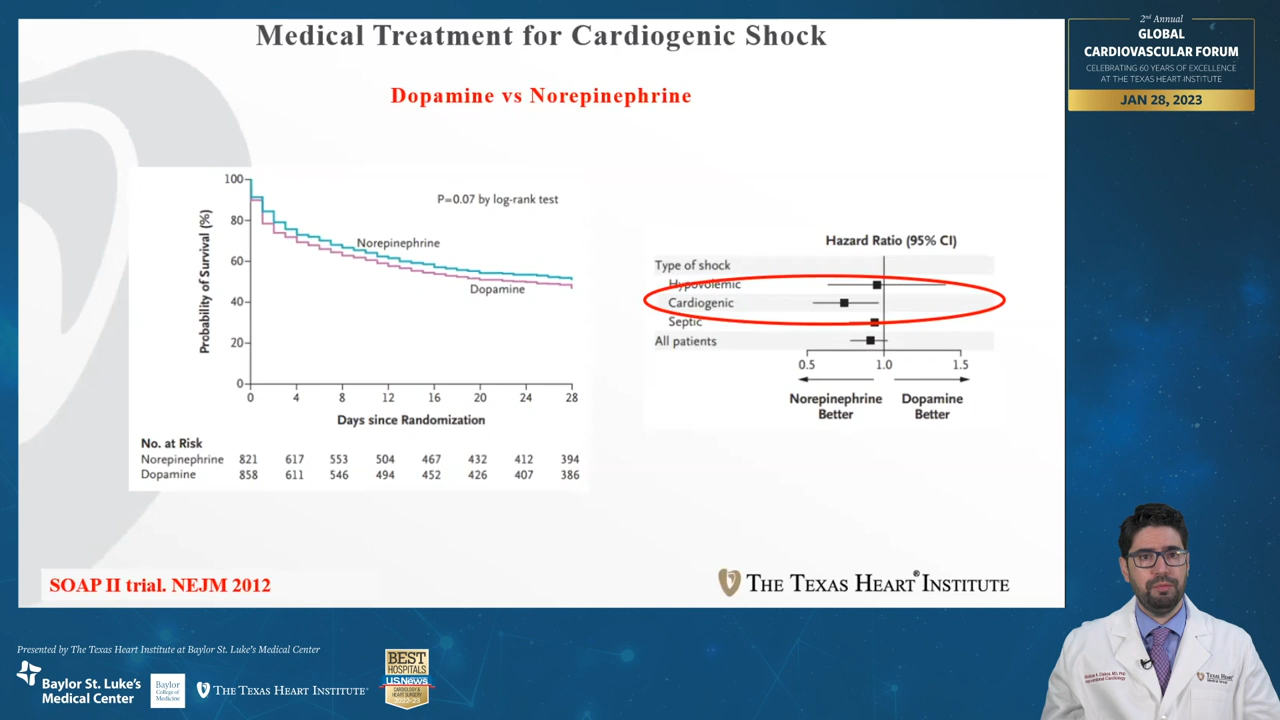 Medical Treatment for Cardiogenic Shock
Dopamine vs Norepinephrine
100
80
60
40
20
0
Probability of Survival (%)
P=0.07 by log-rank test
Norepinephrine
Dopamine
0 4 8 12 16 20 24 28
Days since Randomization
No. at Risk
Norepinephrine 821 617 553 504 467 432 412 394
Dopamine 858 611 546 494 452 426 407 386
Hazard Ratio (95% CI)
Type of shock
Hypovolemic
Cardiogenic
Septic
All patients
0.5 1.0 1.5
Norepinephrine
Better
Dopamine
Better
SOAP II trial. NEJM 2012
THE TEXAS HEART® INSTITUTE
2nd Annual
GLOBAL
CARDIOVASCULAR FORUM
CELEBRATING 60 YEARS OF EXCELLENCE
AT THE TEXAS HEART INSTITUTE
JAN 28, 2023
Presented by The Texas Heart Institute at Baylor St. Luke's Medical Center
Baylor St. Luke's
Medical Center
Baylor
College of
Medicine
THE TEXAS HEART INSTITUTE®
BEST
HOSPITALS
U.S. News
CARDIOLOGY &
HEART SURGERY
2022-23